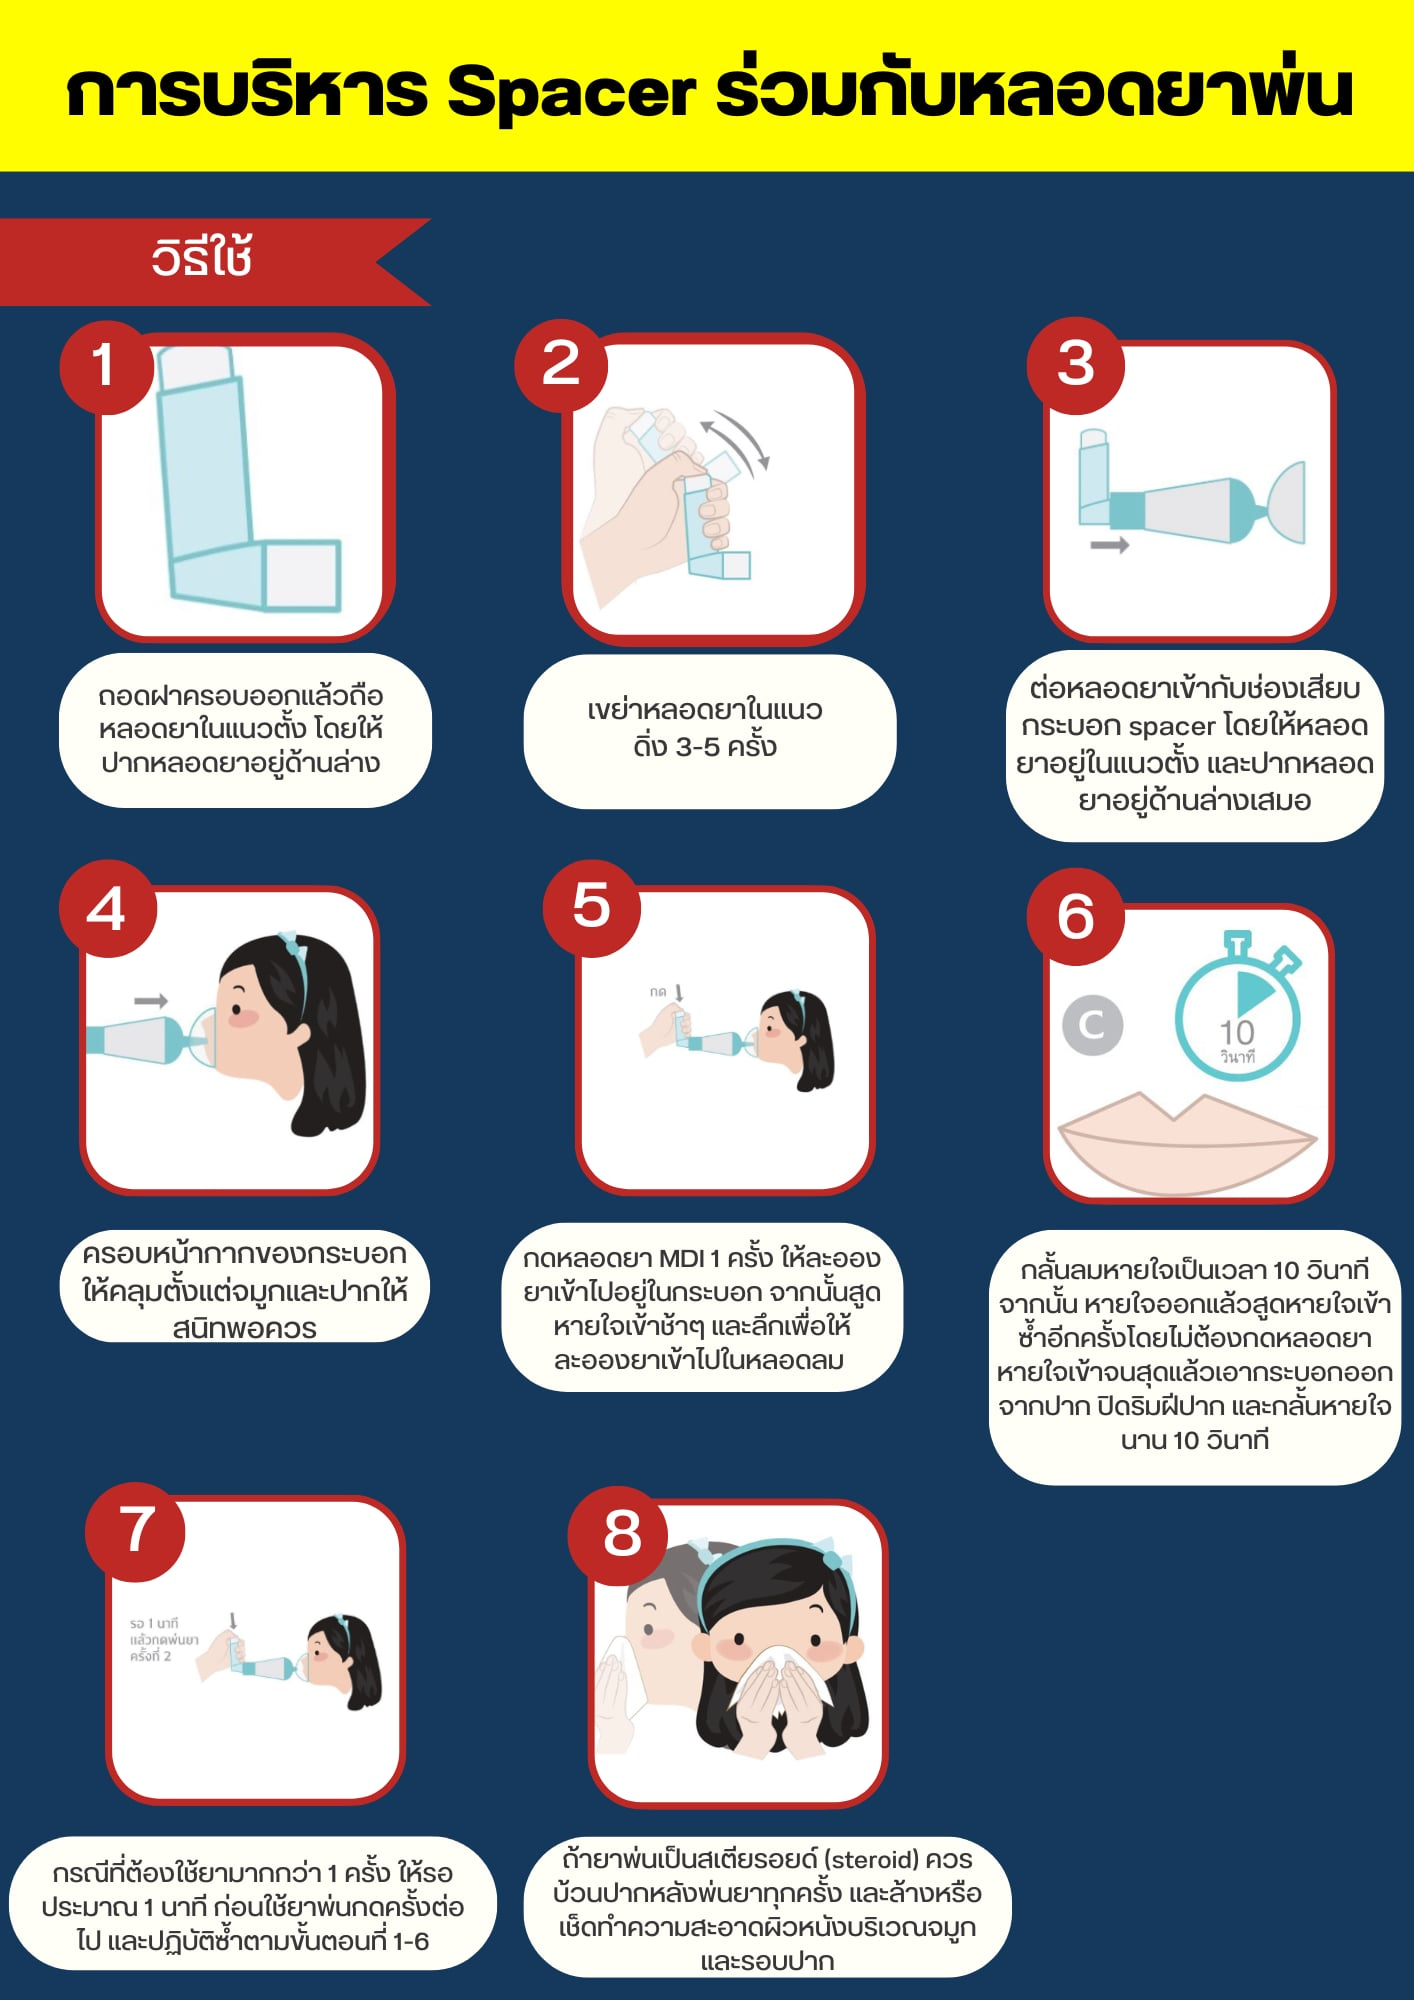 การบริหาร Spacer ร่วมกับหลอดยาพ่น
วิธีใช้
1
ถอดฝาครอบออกแล้วถือ
หลอดยาในแนวตั้ง โดยให้
ปากหลอดยาอยู่ด้านล่าง
2
เขย่าหลอดยาในแนว
ดิ่ง 3-5 ครั้ง
3
ต่อหลอดยาเข้ากับช่องเสียบ
กระบอก spacer โดยให้หลอด
ยาอยู่ในแนวตั้ง และปากหลอด
ยาอยู่ด้านล่างเสมอ
4
ครอบหน้ากากของกระบอก
ให้คลุมตั้งแต่จมูกและปากให้
สนิทพอควร
5
กด
กดหลอดยา MDI 1 ครั้ง ให้ละออง
ยาเข้าไปอยู่ในกระบอก จากนั้นสูด
หายใจเข้าช้าๆ และลึกเพื่อให้
ละอองยาเข้าไปในหลอดลม
6
C
10
วินาที
กลั้นลมหายใจเป็นเวลา 10 วินาที
จากนั้น หายใจออกแล้วสูดหายใจเข้า
ซ้ำอีกครั้งโดยไม่ต้องกดหลอดยา
หายใจเข้าจนสุดแล้วเอากระบอกออก
จากปาก ปิดริมฝีปาก และกลั้นหายใจ
นาน 10 วินาที
7
รอ 1 นาที
แล้วกดพ่นยา
ครั้งที่ 2
กรณีที่ต้องใช้ยามากกว่า 1 ครั้ง ให้รอ
ประมาณ 1 นาที ก่อนใช้ยาพ่นกดครั้งต่อ
ไป และปฏิบัติซ้ำตามขั้นตอนที่ 1-6
8
ถ้ายาพ่นเป็นสเตียรอยด์ (steroid) ควร
บ้วนปากหลังพ่นยาทุกครั้ง และล้างหรือ
เช็ดทำความสะอาดผิวหนังบริเวณจมูก
และรอบปาก